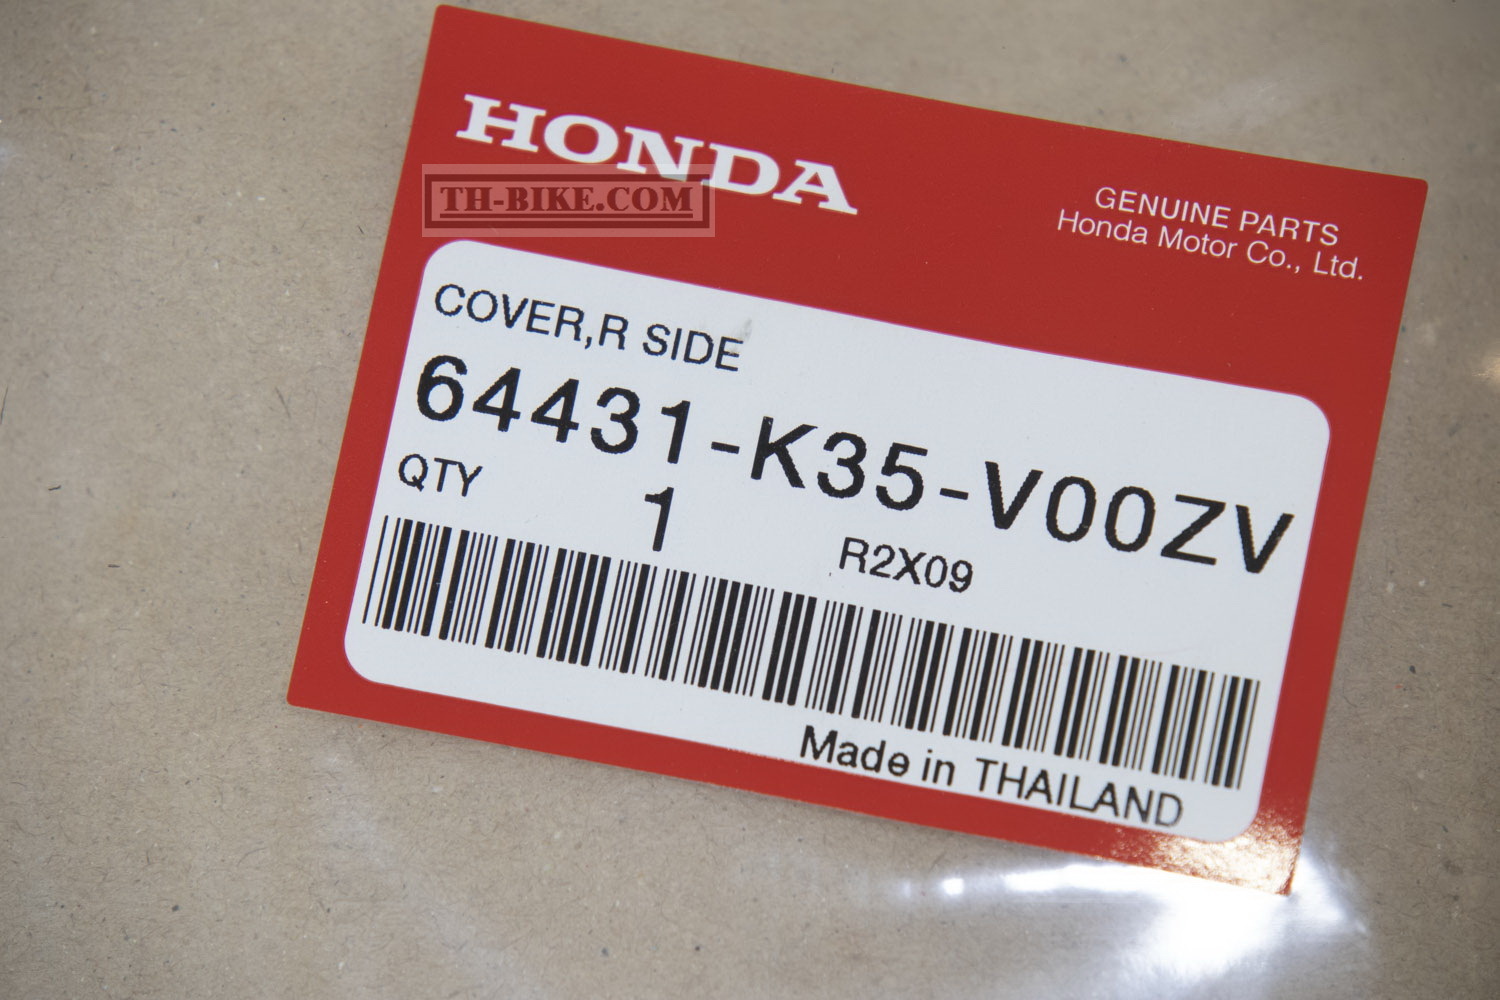 HONDA
TH-BIKE.COM
GENUINE PARTS
Honda Motor Co., Ltd.
COVER,R SIDE
64431-K35-V00ZV
QTY 1 R2X09
Made in THAILAND